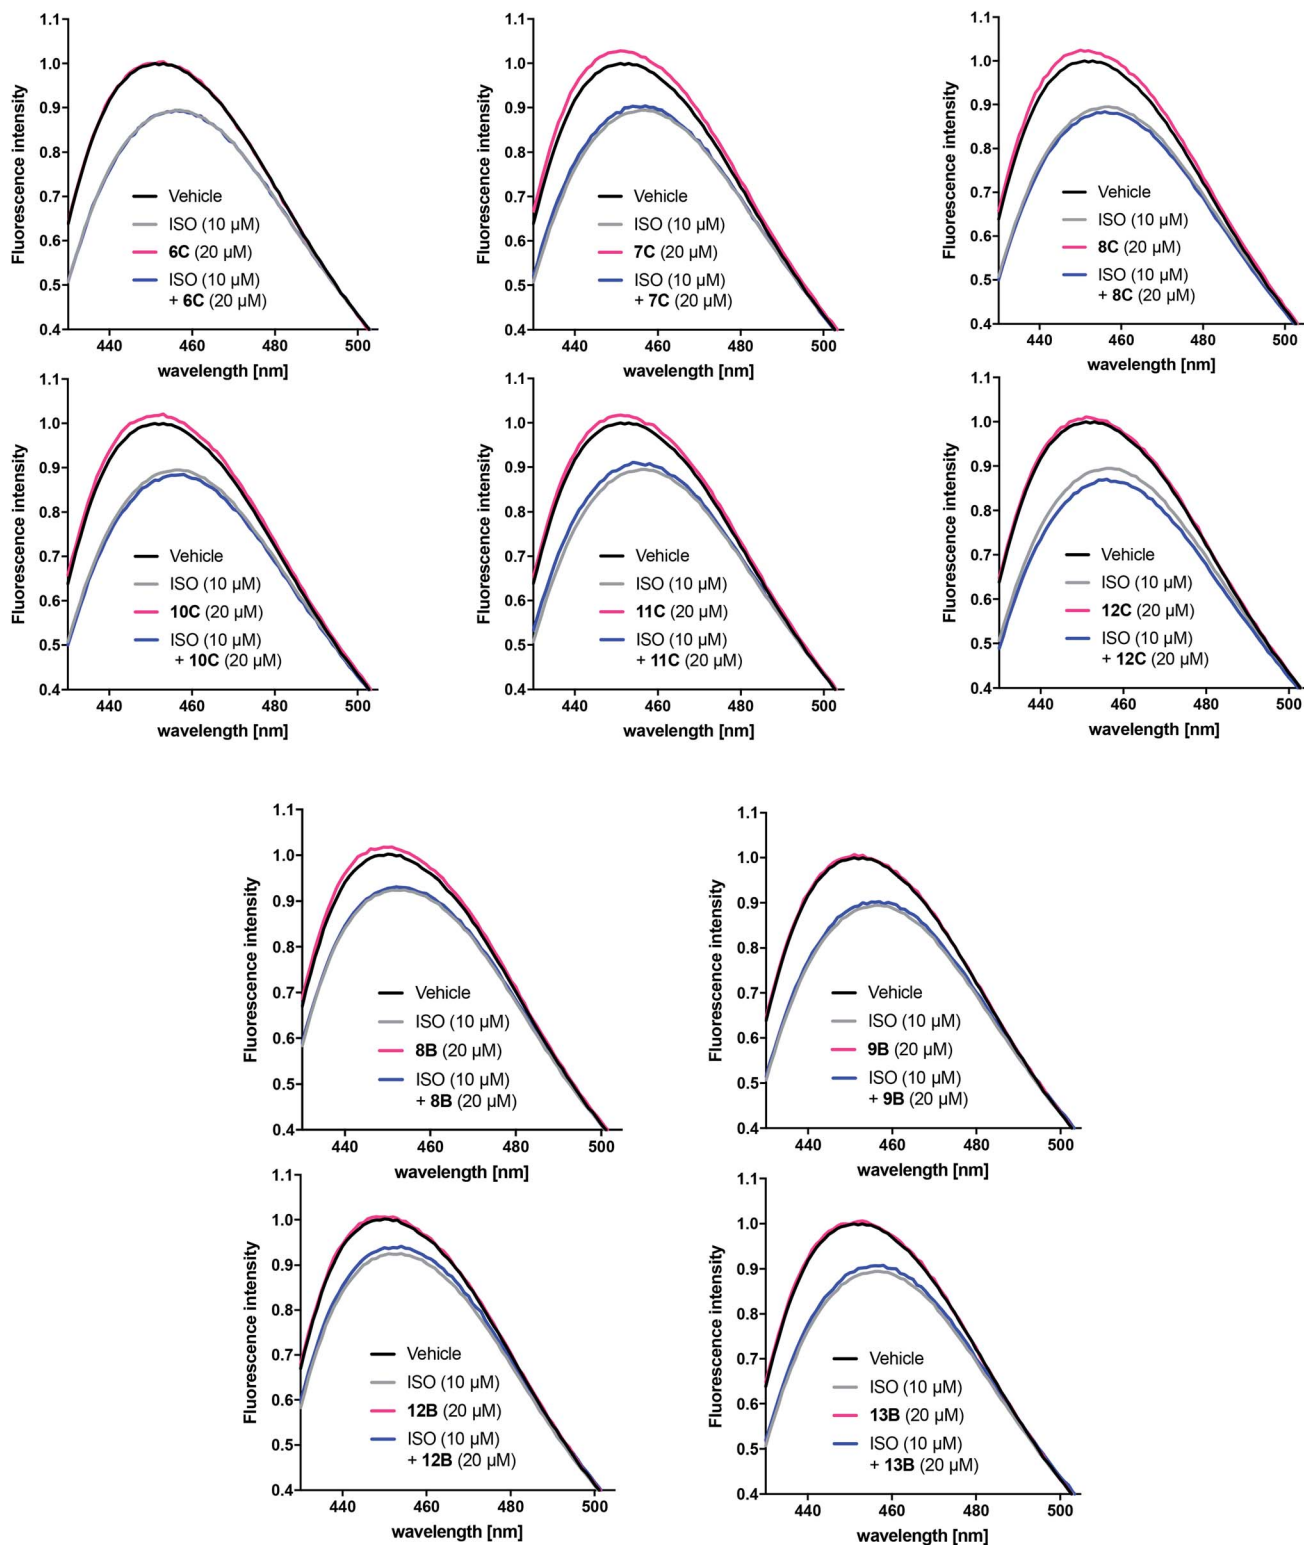 1.1
1.0
0.9
0.8
0.7
0.6
0.5
0.4
Fluorescence intensity
Vehicle
ISO (10 µM)
6C (20 µM)
ISO (10 µM)
+ 6C (20 µM)
440 460 480 500
wavelength [nm]
1.1
1.0
0.9
0.8
0.7
0.6
0.5
0.4
Fluorescence intensity
Vehicle
ISO (10 µM)
7C (20 µM)
ISO (10 µM)
+ 7C (20 µM)
440 460 480 500
wavelength [nm]
1.1
1.0
0.9
0.8
0.7
0.6
0.5
0.4
Fluorescence intensity
Vehicle
ISO (10 µM)
8C (20 µM)
ISO (10 µM)
+ 8C (20 µM)
440 460 480 500
wavelength [nm]
1.1
1.0
0.9
0.8
0.7
0.6
0.5
0.4
Fluorescence intensity
Vehicle
ISO (10 µM)
10C (20 µM)
ISO (10 µM)
+ 10C (20 µM)
440 460 480 500
wavelength [nm]
1.1
1.0
0.9
0.8
0.7
0.6
0.5
0.4
Fluorescence intensity
Vehicle
ISO (10 µM)
11C (20 µM)
ISO (10 µM)
+ 11C (20 µM)
440 460 480 500
wavelength [nm]
1.1
1.0
0.9
0.8
0.7
0.6
0.5
0.4
Fluorescence intensity
Vehicle
ISO (10 µM)
12C (20 µM)
ISO (10 µM)
+ 12C (20 µM)
440 460 480 500
wavelength [nm]
1.1
1.0
0.9
0.8
0.7
0.6
0.5
0.4
Fluorescence intensity
Vehicle
ISO (10 µM)
8B (20 µM)
ISO (10 µM)
+ 8B (20 µM)
440 460 480 500
wavelength [nm]
1.1
1.0
0.9
0.8
0.7
0.6
0.5
0.4
Fluorescence intensity
Vehicle
ISO (10 µM)
9B (20 µM)
ISO (10 µM)
+ 9B (20 µM)
440 460 480 500
wavelength [nm]
1.1
1.0
0.9
0.8
0.7
0.6
0.5
0.4
Fluorescence intensity
Vehicle
ISO (10 µM)
12B (20 µM)
ISO (10 µM)
+ 12B (20 µM)
440 460 480 500
wavelength [nm]
1.1
1.0
0.9
0.8
0.7
0.6
0.5
0.4
Fluorescence intensity
Vehicle
ISO (10 µM)
13B (20 µM)
ISO (10 µM)
+ 13B (20 µM)
440 460 480 500
wavelength [nm]